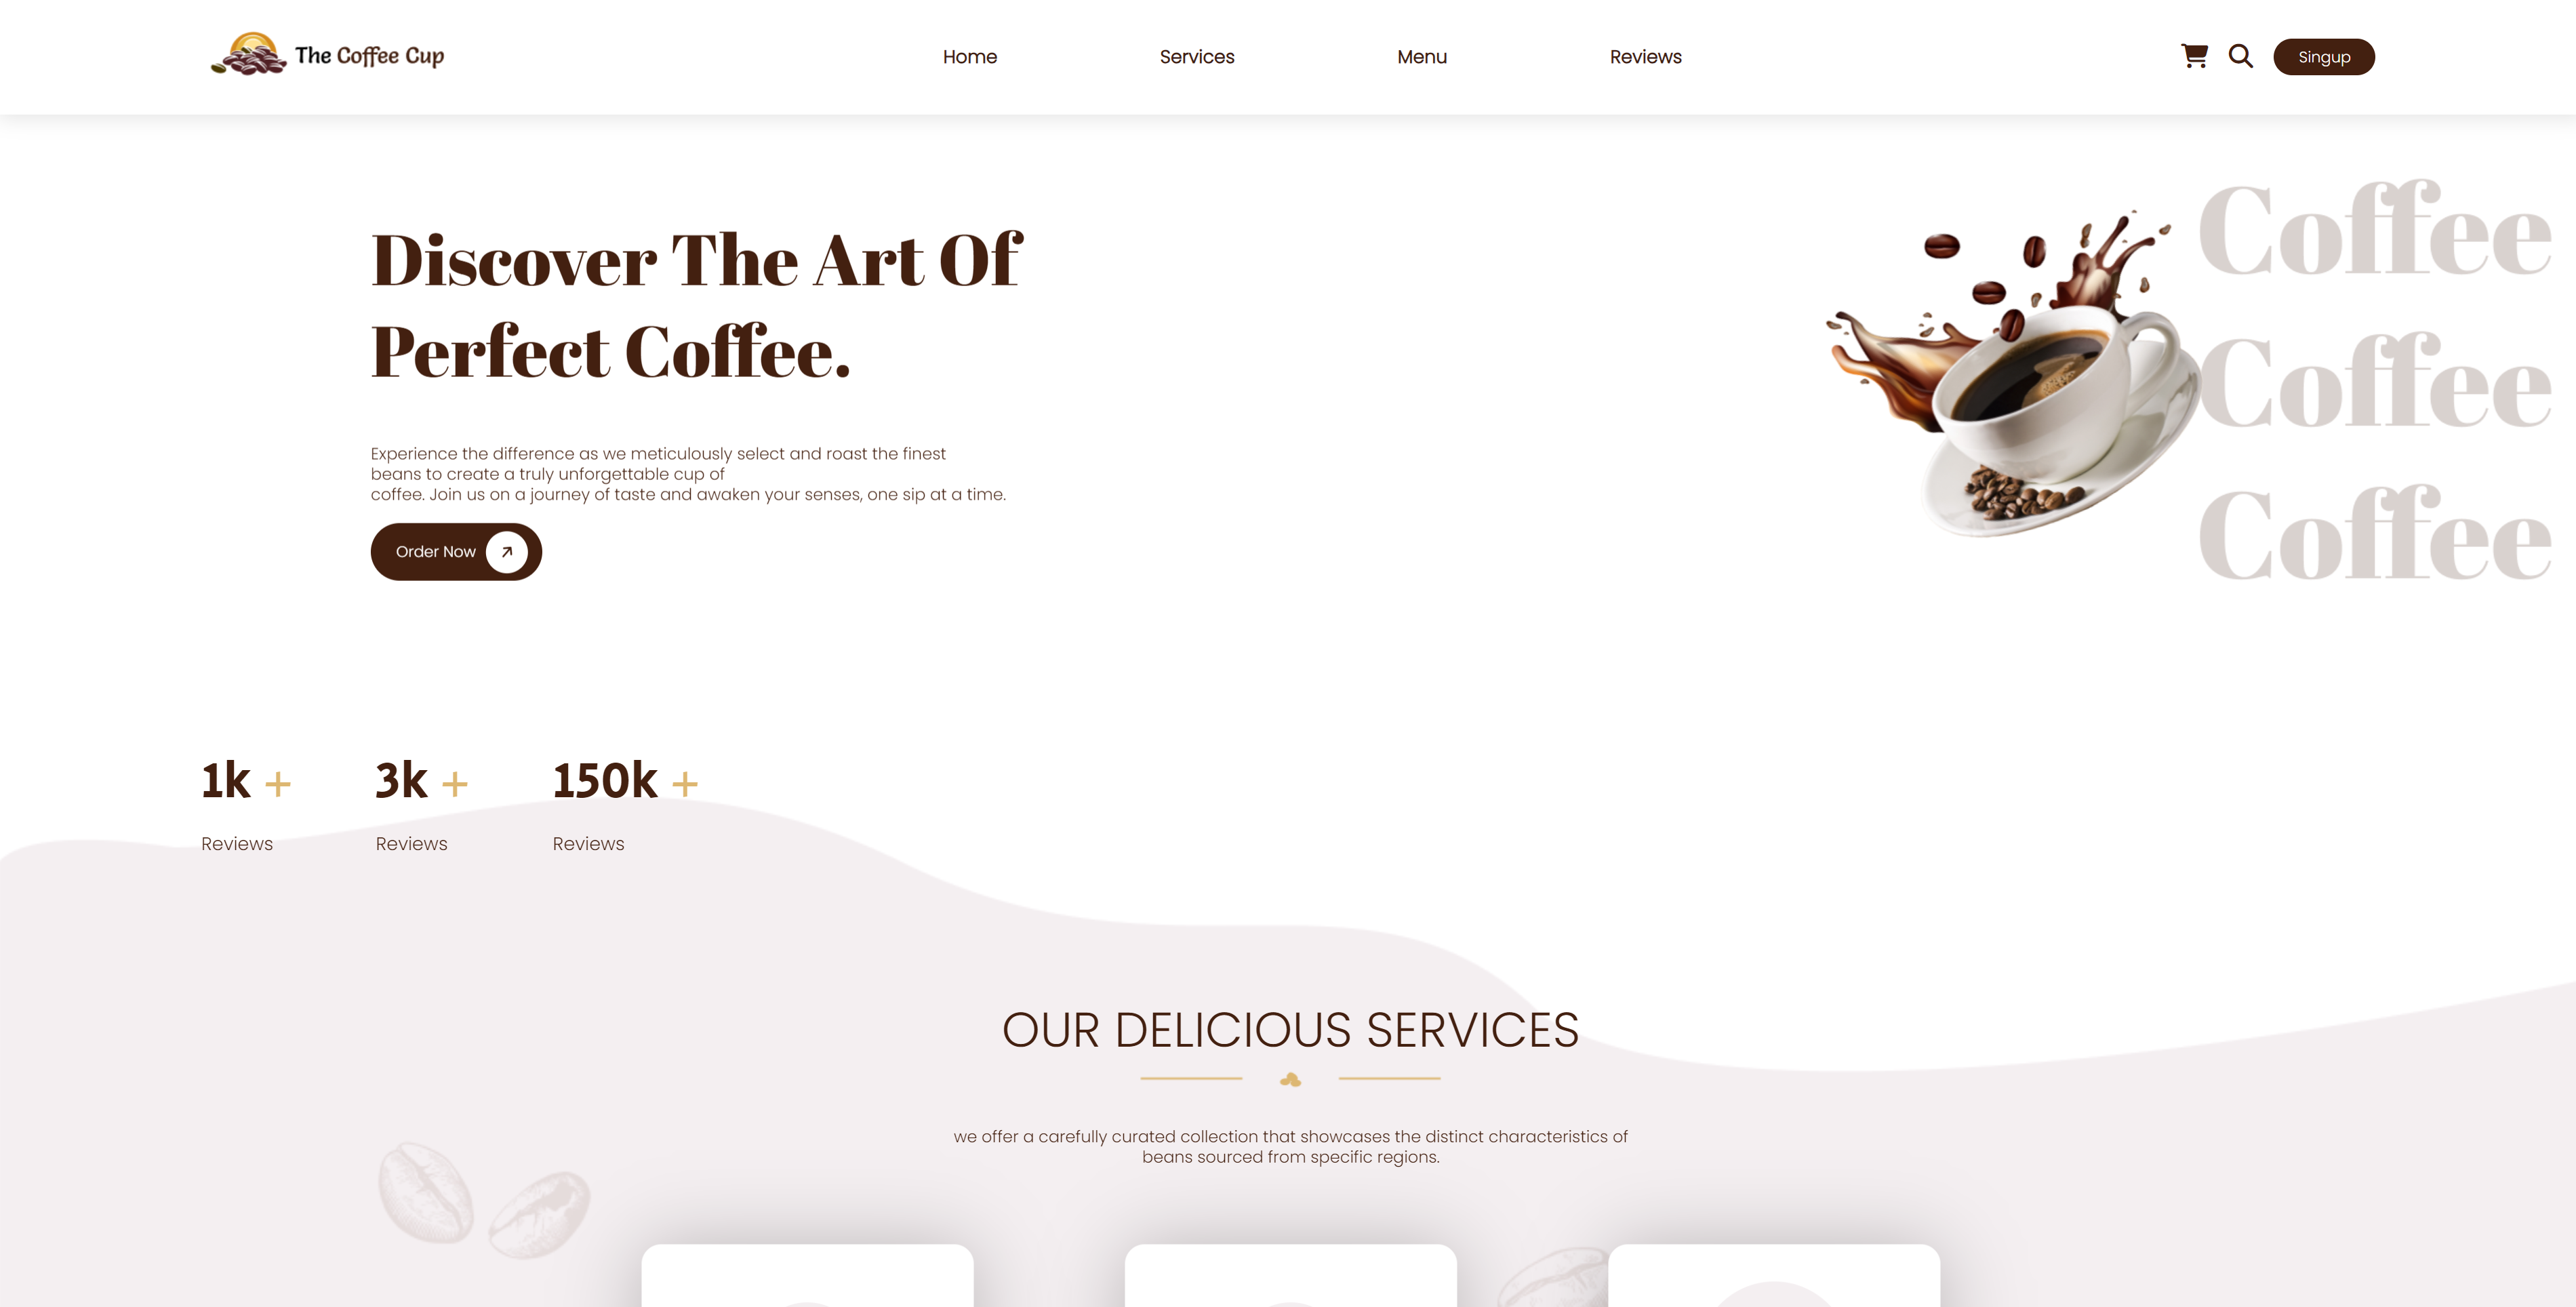 The Coffee Cup
Home Services Menu Reviews
Singup
Discover The Art Of
Perfect Coffee.
Experience the difference as we meticulously select and roast the finest
beans to create a truly unforgettable cup of
coffee. Join us on a journey of taste and awaken your senses, one sip at a time.
Order Now
Coffee
Coffee
Coffee
1k + 3k + 150k +
Reviews Reviews Reviews
OUR DELICIOUS SERVICES
we offer a carefully curated collection that showcases the distinct characteristics of
beans sourced from specific regions.